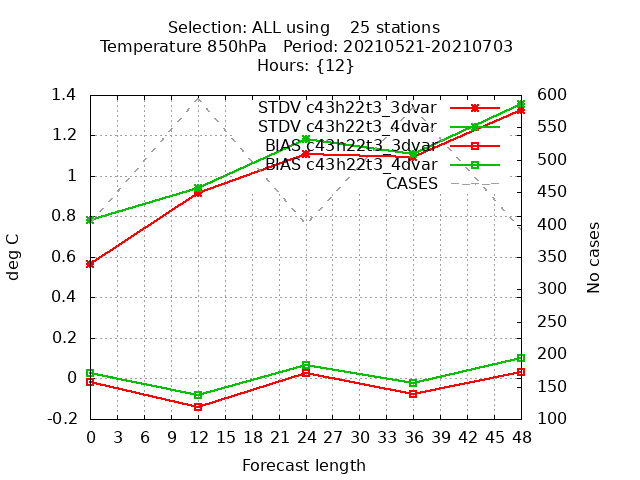 Selection: ALL using    25 stations
Temperature 850hPa   Period: 20210521-20210703
Hours: {12}
1.4
1.2
1
0.8
0.6
0.4
0.2
0
-0.2
deg C
STDV c43h22t3_3dvar
STDV c43h22t3_4dvar
BIAS c43h22t3_3dvar
BIAS c43h22t3_4dvar
CASES
600
550
500
450
400
350
300
250
200
150
100
No cases
0 3 6 9 12 15 18 21 24 27 30 33 36 39 42 45 48
Forecast length